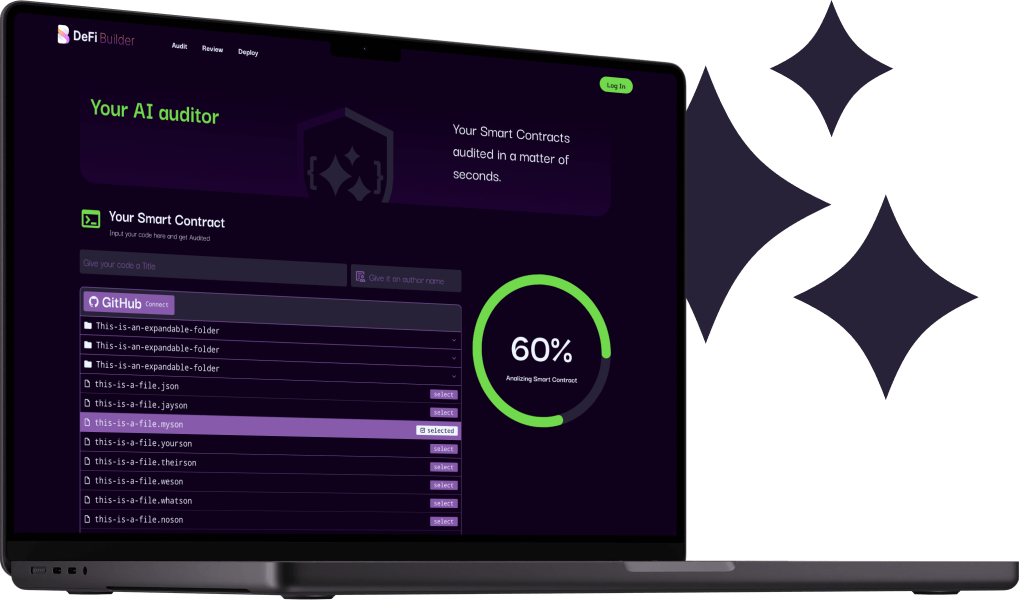 DeFi Builder
Audit Review Deploy
Log In
Your AI auditor
Your Smart Contracts
audited in a matter of
seconds.
Your Smart Contract
Input your code here and get Audited
Give your code a Title
Give it an author name
GitHub Connect
This-is-an-expandable-folder
This-is-an-expandable-folder
This-is-an-expandable-folder
this-is-a-file.json select
this-is-a-file.jayson select
this-is-a-file.myson selected
this-is-a-file.yourson select
this-is-a-file.theirson select
this-is-a-file.weson select
this-is-a-file.whatson select
this-is-a-file.noson select
60%
Analizing Smart Contract